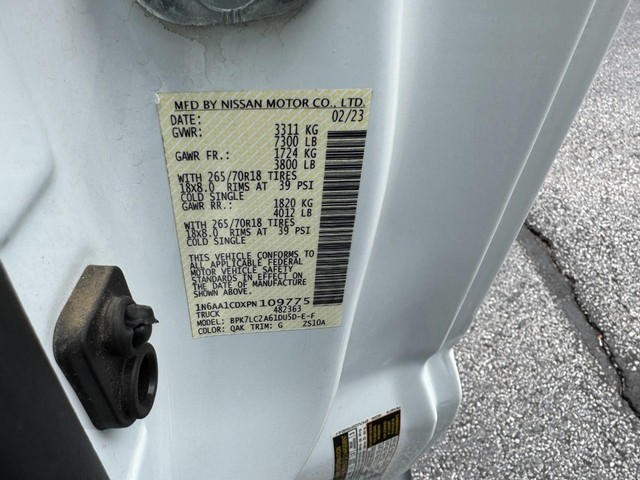 MFD BY NISSAN MOTOR CO., LTD.
DATE: 02/23
GVWR: 3311 KG
7300 LB
GAWR FR.: 1724 KG
3800 LB
WITH 265/70R18 TIRES
18x8.0 RIMS AT 39 PSI
COLD SINGLE
GAWR RR.: 1820 KG
4012 LB
WITH 265/70R18 TIRES
18x8.0 RIMS AT 39 PSI
COLD SINGLE
THIS VEHICLE CONFORMS TO
ALL APPLICABLE FEDERAL
MOTOR VEHICLE SAFETY
STANDARDS IN EFFECT ON
THE DATE OF MANUFACTURE
SHOWN ABOVE.
1N6AA1CDXPN109775
TRUCK 482363
MODEL: BPK7LC2A61DU5D-E-F
COLOR: QAK TRIM: G ZS10A